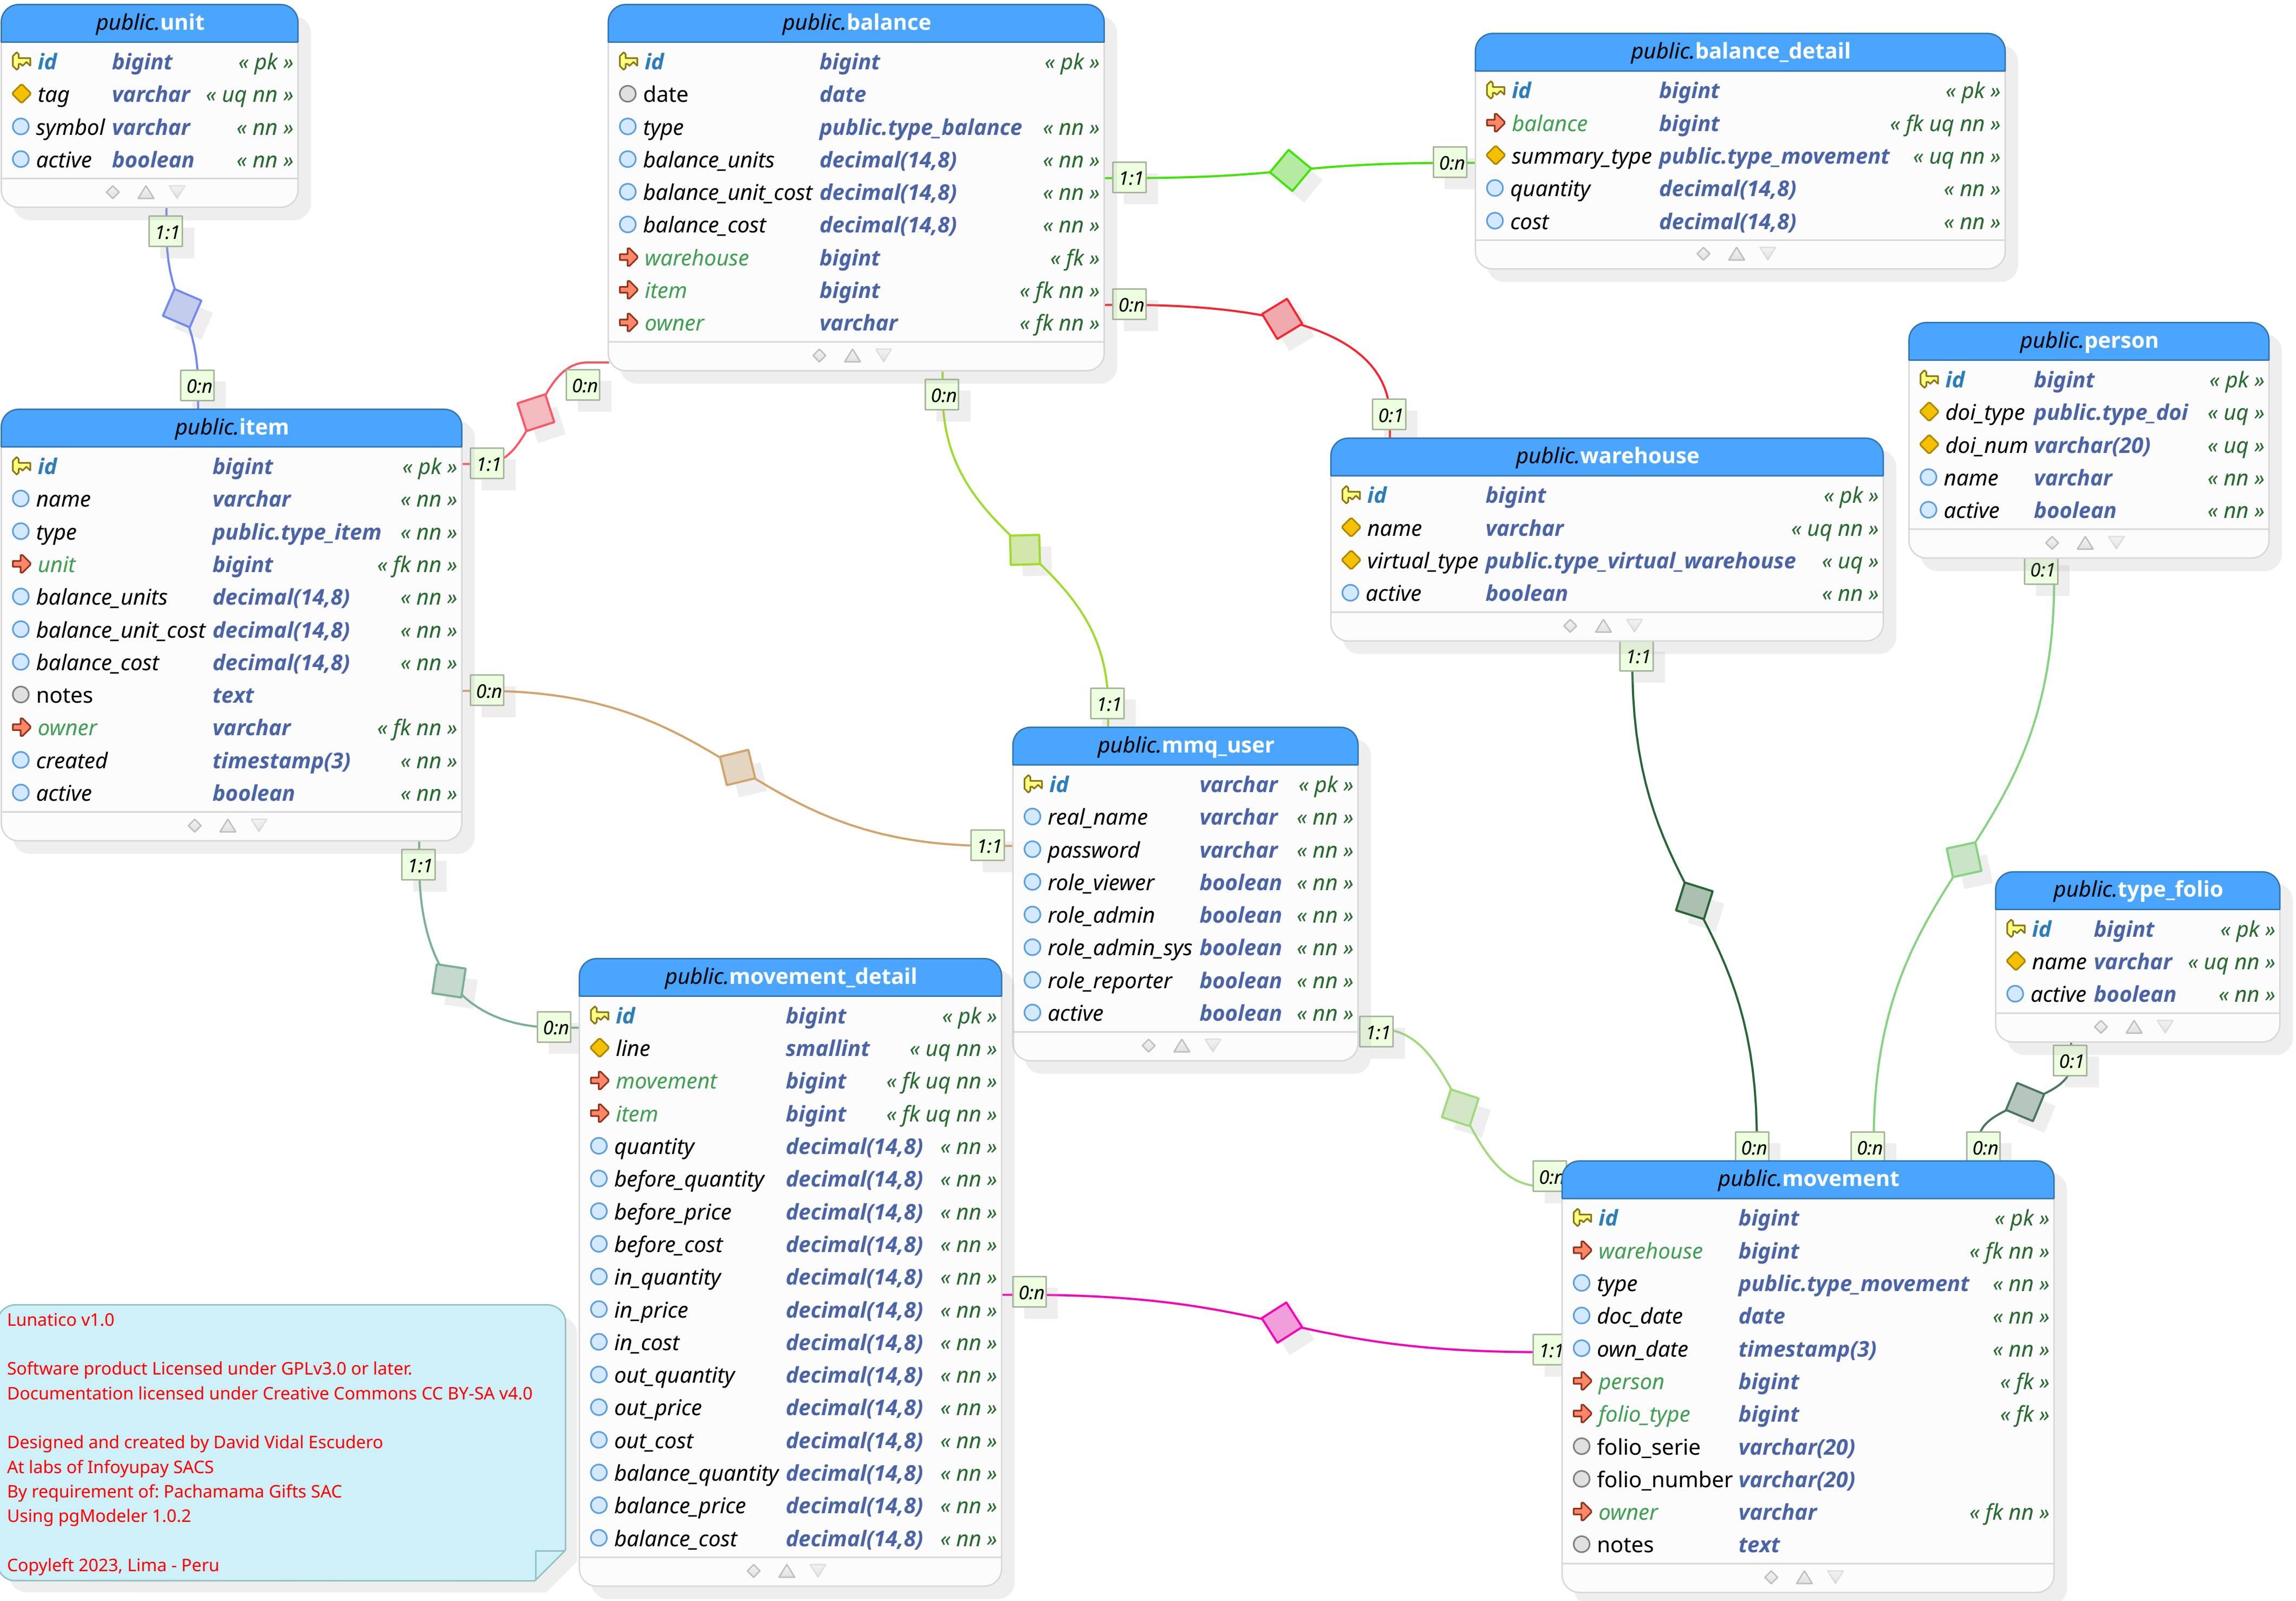 public.unit
id bigint « pk »
tag varchar « uq nn »
symbol varchar « nn »
active boolean « nn »
1:1
0:n
public.balance
id bigint « pk »
date date
type public.type_balance « nn »
balance_units decimal(14,8) « nn »
balance_unit_cost decimal(14,8) « nn »
balance_cost decimal(14,8) « nn »
warehouse bigint « fk »
item bigint « fk nn »
owner varchar « fk nn »
1:1
0:n
public.balance_detail
id bigint « pk »
balance bigint « fk uq nn »
summary_type public.type_movement « uq nn »
quantity decimal(14,8) « nn »
cost decimal(14,8) « nn »
0:n
0:1
0:n
1:1
0:n
1:1
public.person
id bigint « pk »
doi_type public.type_doi « uq »
doi_num varchar(20) « uq »
name varchar « nn »
active boolean « nn »
0:1
public.item
id bigint « pk »
name varchar « nn »
type public.type_item « nn »
unit bigint « fk nn »
balance_units decimal(14,8) « nn »
balance_unit_cost decimal(14,8) « nn »
balance_cost decimal(14,8) « nn »
notes text
owner varchar « fk nn »
created timestamp(3) « nn »
active boolean « nn »
0:n
1:1
1:1
0:n
public.warehouse
id bigint « pk »
name varchar « uq nn »
virtual_type public.type_virtual_warehouse « uq »
active boolean « nn »
1:1
public.mmq_user
id varchar « pk »
real_name varchar « nn »
password varchar « nn »
role_viewer boolean « nn »
role_admin boolean « nn »
role_admin_sys boolean « nn »
role_reporter boolean « nn »
active boolean « nn »
1:1
0:n
public.type_folio
id bigint « pk »
name varchar « uq nn »
active boolean « nn »
0:1
0:n
0:n
0:n
public.movement_detail
id bigint « pk »
line smallint « uq nn »
movement bigint « fk uq nn »
item bigint « fk uq nn »
quantity decimal(14,8) « nn »
before_quantity decimal(14,8) « nn »
before_price decimal(14,8) « nn »
before_cost decimal(14,8) « nn »
in_quantity decimal(14,8) « nn »
in_price decimal(14,8) « nn »
in_cost decimal(14,8) « nn »
out_quantity decimal(14,8) « nn »
out_price decimal(14,8) « nn »
out_cost decimal(14,8) « nn »
balance_quantity decimal(14,8) « nn »
balance_price decimal(14,8) « nn »
balance_cost decimal(14,8) « nn »
0:n
1:1
public.movement
id bigint « pk »
warehouse bigint « fk nn »
type public.type_movement « nn »
doc_date date « nn »
own_date timestamp(3) « nn »
person bigint « fk »
folio_type bigint « fk »
folio_serie varchar(20)
folio_number varchar(20)
owner varchar « fk nn »
notes text
Lunatico v1.0
Software product Licensed under GPLv3.0 or later.
Documentation licensed under Creative Commons CC BY-SA v4.0
Designed and created by David Vidal Escudero
At labs of Infoyupay SACS
By requirement of: Pachamama Gifts SAC
Using pgModeler 1.0.2
Copyleft 2023, Lima - Peru